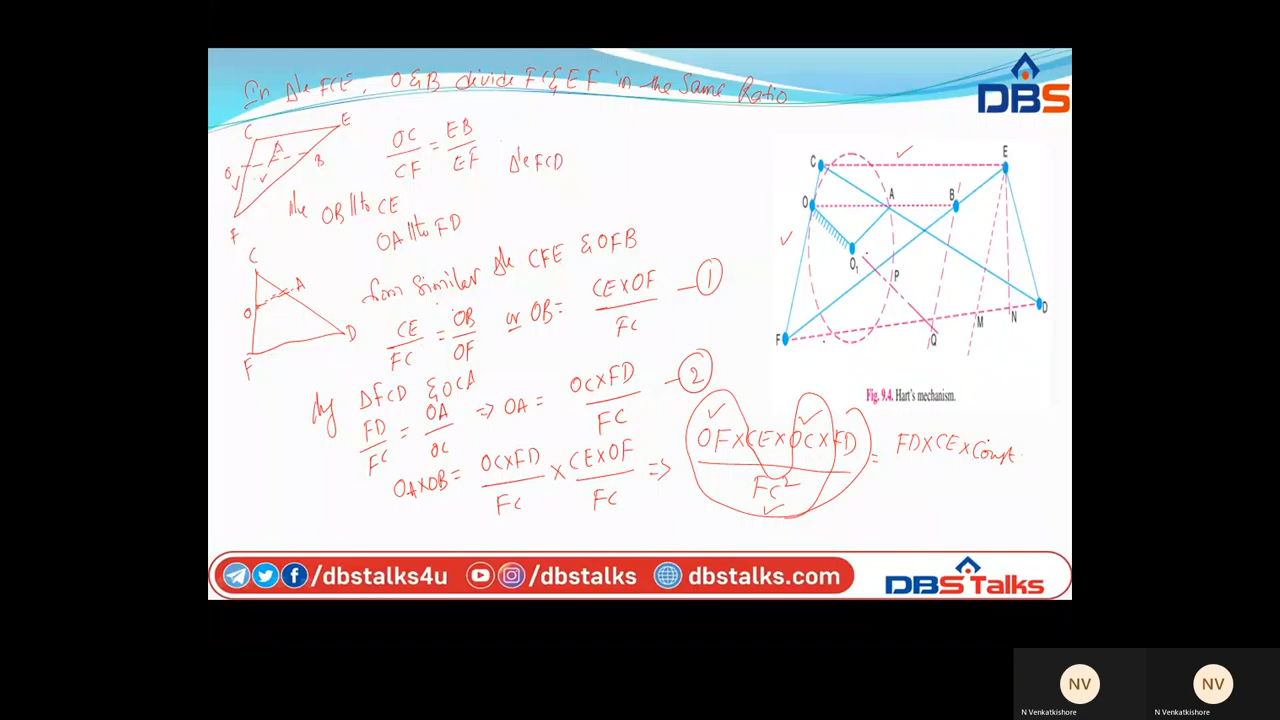 In Δle FCE, O & B divide FC & EF in the Same Ratio
DBS
C E O A B F
OC/CF = EB/EF Δle FCD
the OB ||to CE
OA ||to FD
from similar Δle CFE & OFB
CE/FC = OB/OF or OB = CE×OF/FC —①
C O A F D
lly ΔFCD & OCA
FD/FC = OA/OC => OA = OC×FD/FC —②
OA×OB = OC×FD/FC × CE×OF/FC => OF×CE×OC×FD/FC² = FD×CE×Const.
C E
O A B
O1 P
F Q M N D
Fig. 9.4. Hart's mechanism.
/dbstalks4u /dbstalks dbstalks.com DBS Talks
NV NV
N Venkatkishore N Venkatkishore